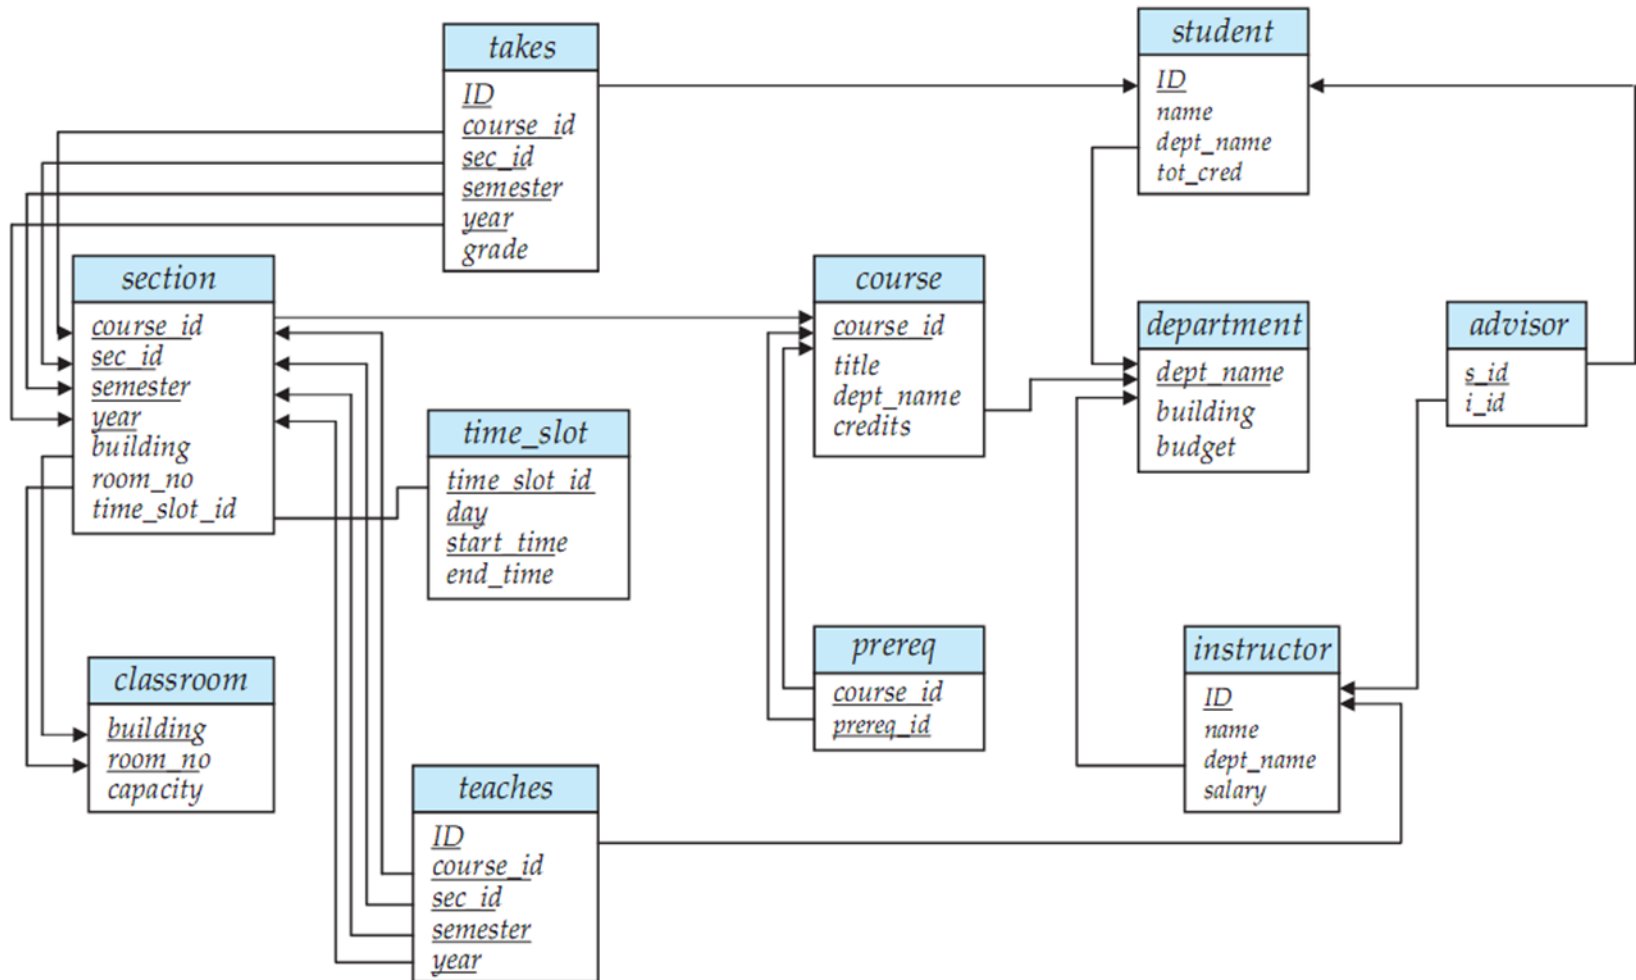 takes
ID
course_id
sec_id
semester
year
grade
student
ID
name
dept_name
tot_cred
section
course_id
sec_id
semester
year
building
room_no
time_slot_id
time_slot
time_slot_id
day
start_time
end_time
course
course_id
title
dept_name
credits
department
dept_name
building
budget
advisor
s_id
i_id
classroom
building
room_no
capacity
prereq
course_id
prereq_id
instructor
ID
name
dept_name
salary
teaches
ID
course_id
sec_id
semester
year